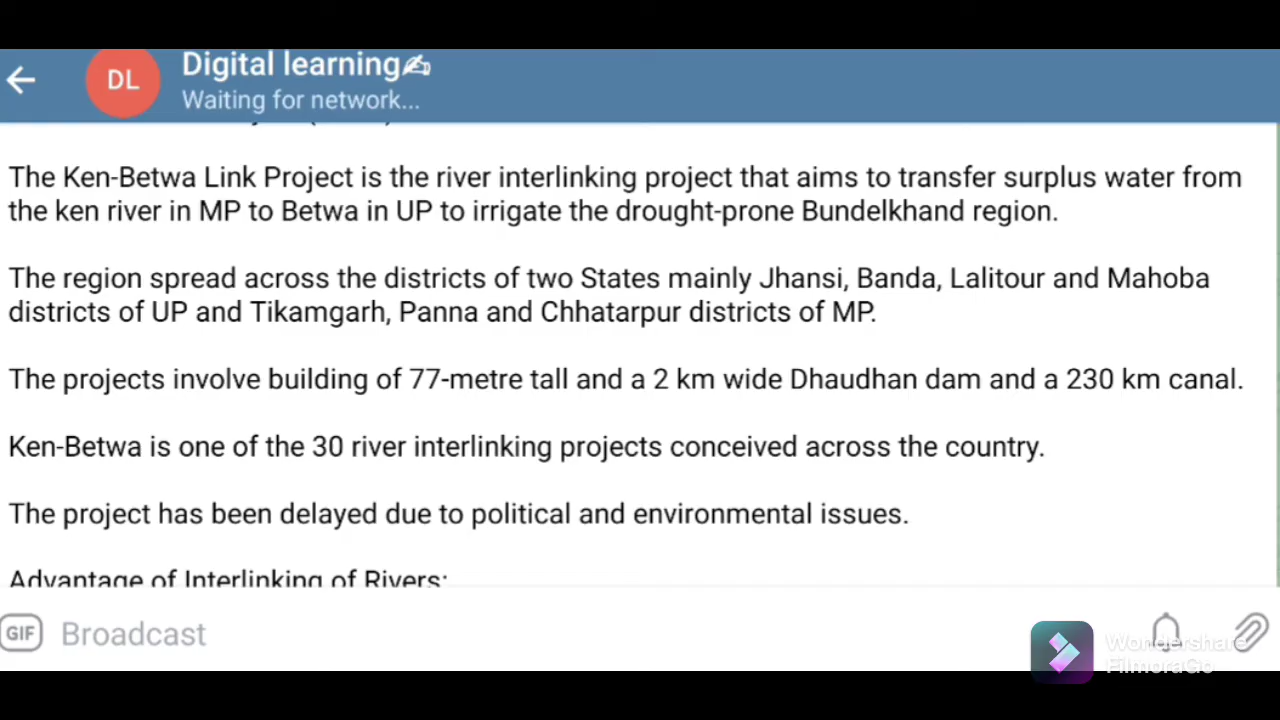 Digital learning✍
DL
Waiting for network...
The Ken-Betwa Link Project is the river interlinking project that aims to transfer surplus water from
the ken river in MP to Betwa in UP to irrigate the drought-prone Bundelkhand region.
The region spread across the districts of two States mainly Jhansi, Banda, Lalitour and Mahoba
districts of UP and Tikamgarh, Panna and Chhatarpur districts of MP.
The projects involve building of 77-metre tall and a 2 km wide Dhaudhan dam and a 230 km canal.
Ken-Betwa is one of the 30 river interlinking projects conceived across the country.
The project has been delayed due to political and environmental issues.
Advantage of Interlinking of Rivers:
GIF Broadcast
Wondershare
FilmoraGo